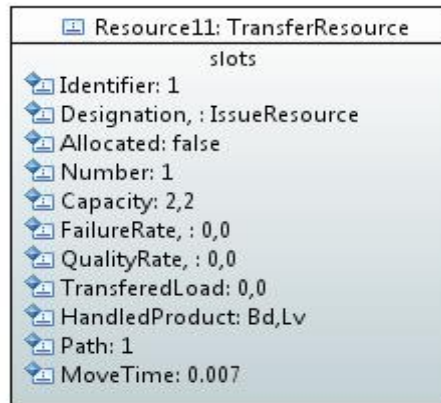 Resource11: TransferResource
slots
Identifier: 1
Designation, : IssueResource
Allocated: false
Number: 1
Capacity: 2,2
FailureRate, : 0,0
QualityRate, : 0,0
TransferedLoad: 0,0
HandledProduct: Bd,Lv
Path: 1
MoveTime: 0.007